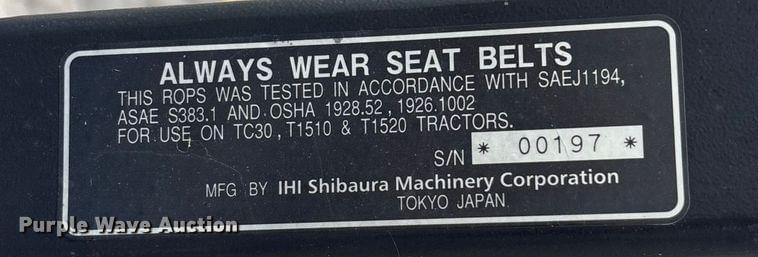 ALWAYS WEAR SEAT BELTS
THIS ROPS WAS TESTED IN ACCORDANCE WITH SAEJ1194,
ASAE S383.1 AND OSHA 1928.52, 1926.1002
FOR USE ON TC30, T1510 & T1520 TRACTORS.
S/N * 00197 *
MFG BY IHI Shibaura Machinery Corporation
TOKYO JAPAN
Purple Wave Auction